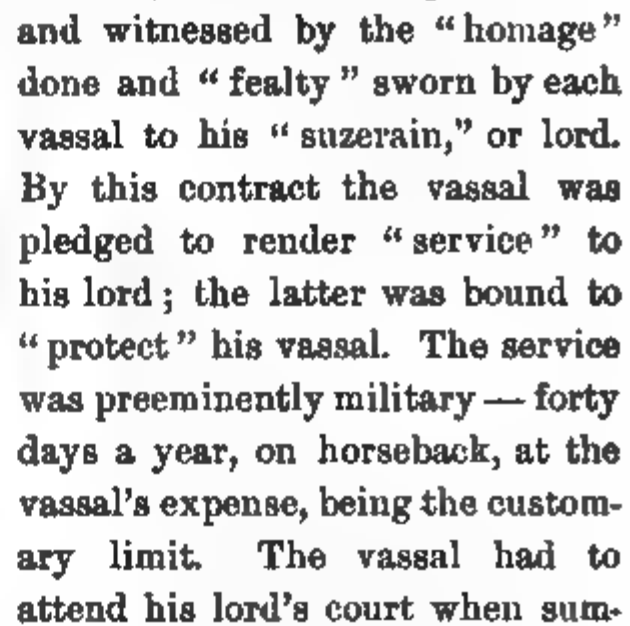 and witnessed by the “homage”
done and “fealty” sworn by each
vassal to his “suzerain,” or lord.
By this contract the vassal was
pledged to render “service” to
his lord; the latter was bound to
“protect” his vassal. The service
was preeminently military — forty
days a year, on horseback, at the
vassal's expense, being the custom-
ary limit. The vassal had to
attend his lord's court when sum-